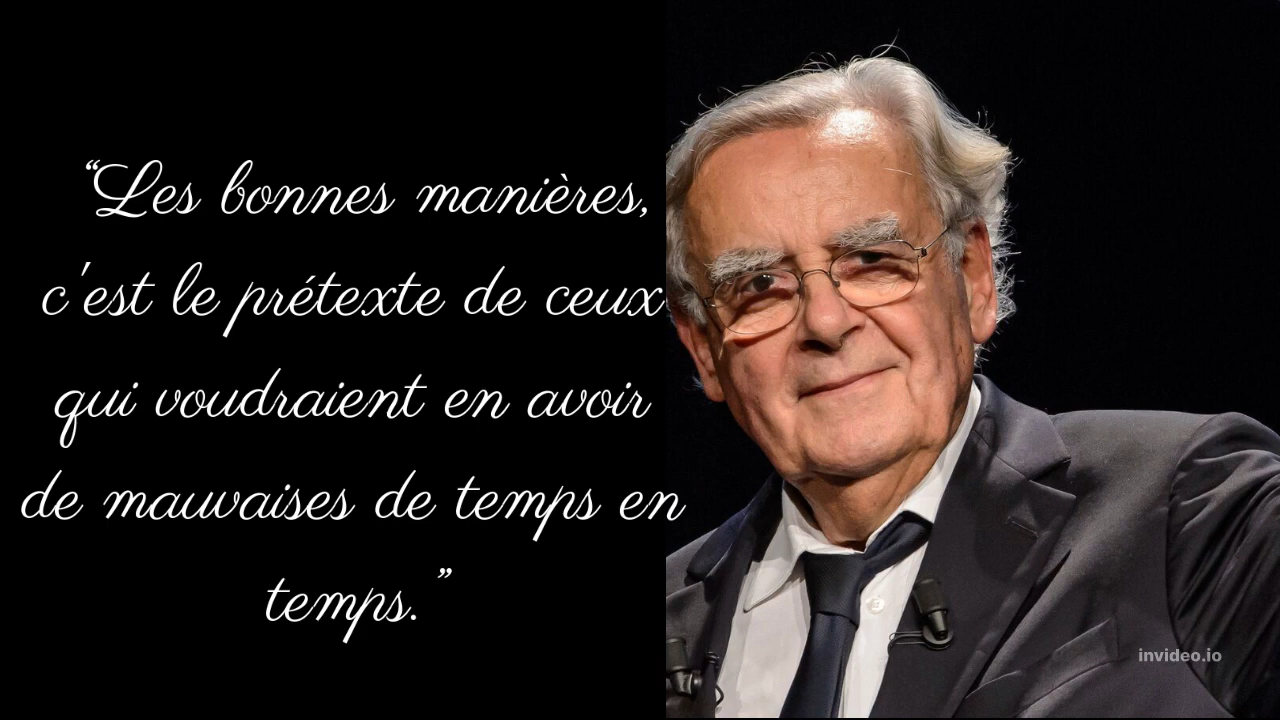 “Les bonnes manières,
c'est le prétexte de ceux
qui voudraient en avoir
de mauvaises de temps en
temps.”
invideo.io